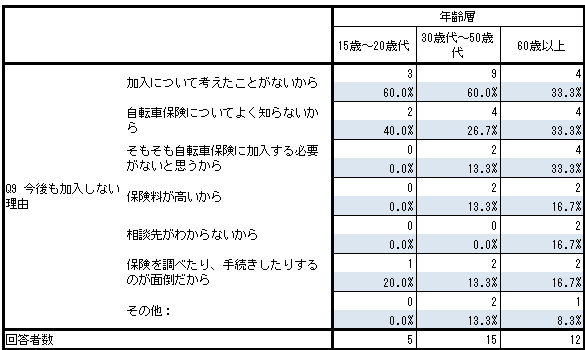 年齢層
15歳～20歳代 30歳代～50歳代 60歳以上
Q9 今後も加入しない理由
加入について考えたことがないから 3 9 4
60.0% 60.0% 33.3%
自転車保険についてよく知らないから 2 4 4
40.0% 26.7% 33.3%
そもそも自転車保険に加入する必要がないと思うから 0 2 4
0.0% 13.3% 33.3%
保険料が高いから 0 2 2
0.0% 13.3% 16.7%
相談先がわからないから 0 0 2
0.0% 0.0% 16.7%
保険を調べたり、手続きしたりするのが面倒だから 1 2 2
20.0% 13.3% 16.7%
その他： 0 2 1
0.0% 13.3% 8.3%
回答者数 5 15 12